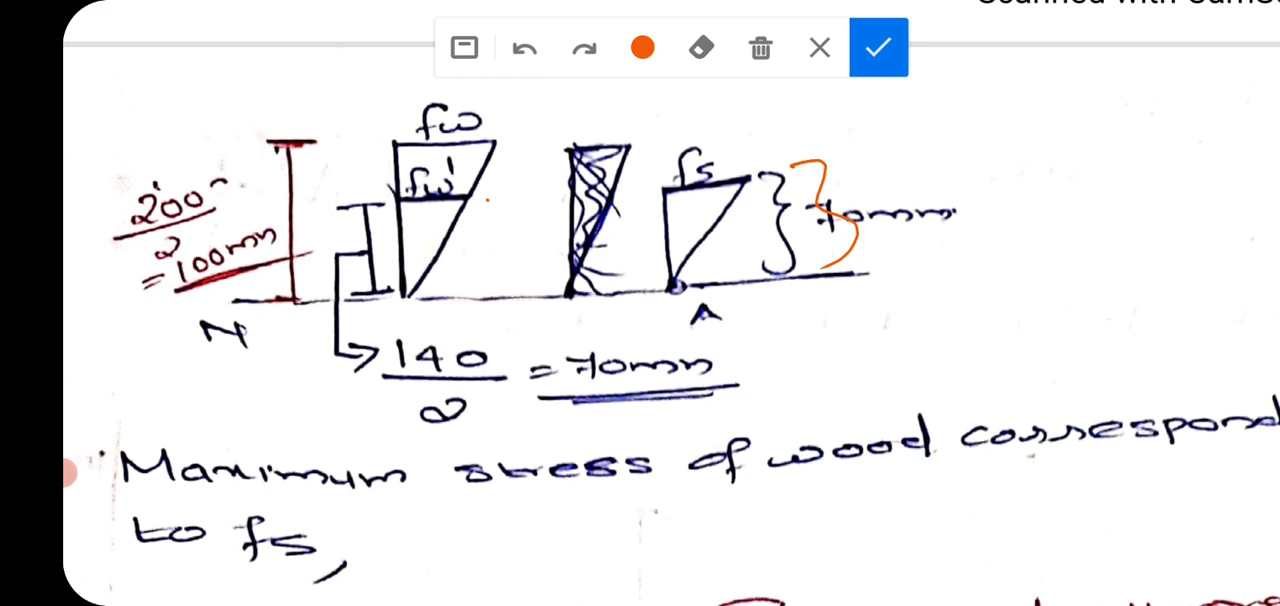 fw
fw'
fs
200
2
= 100mm
70mm
N
A
140
2
= 70mm
Maximum stress of wood correspond
to fs,